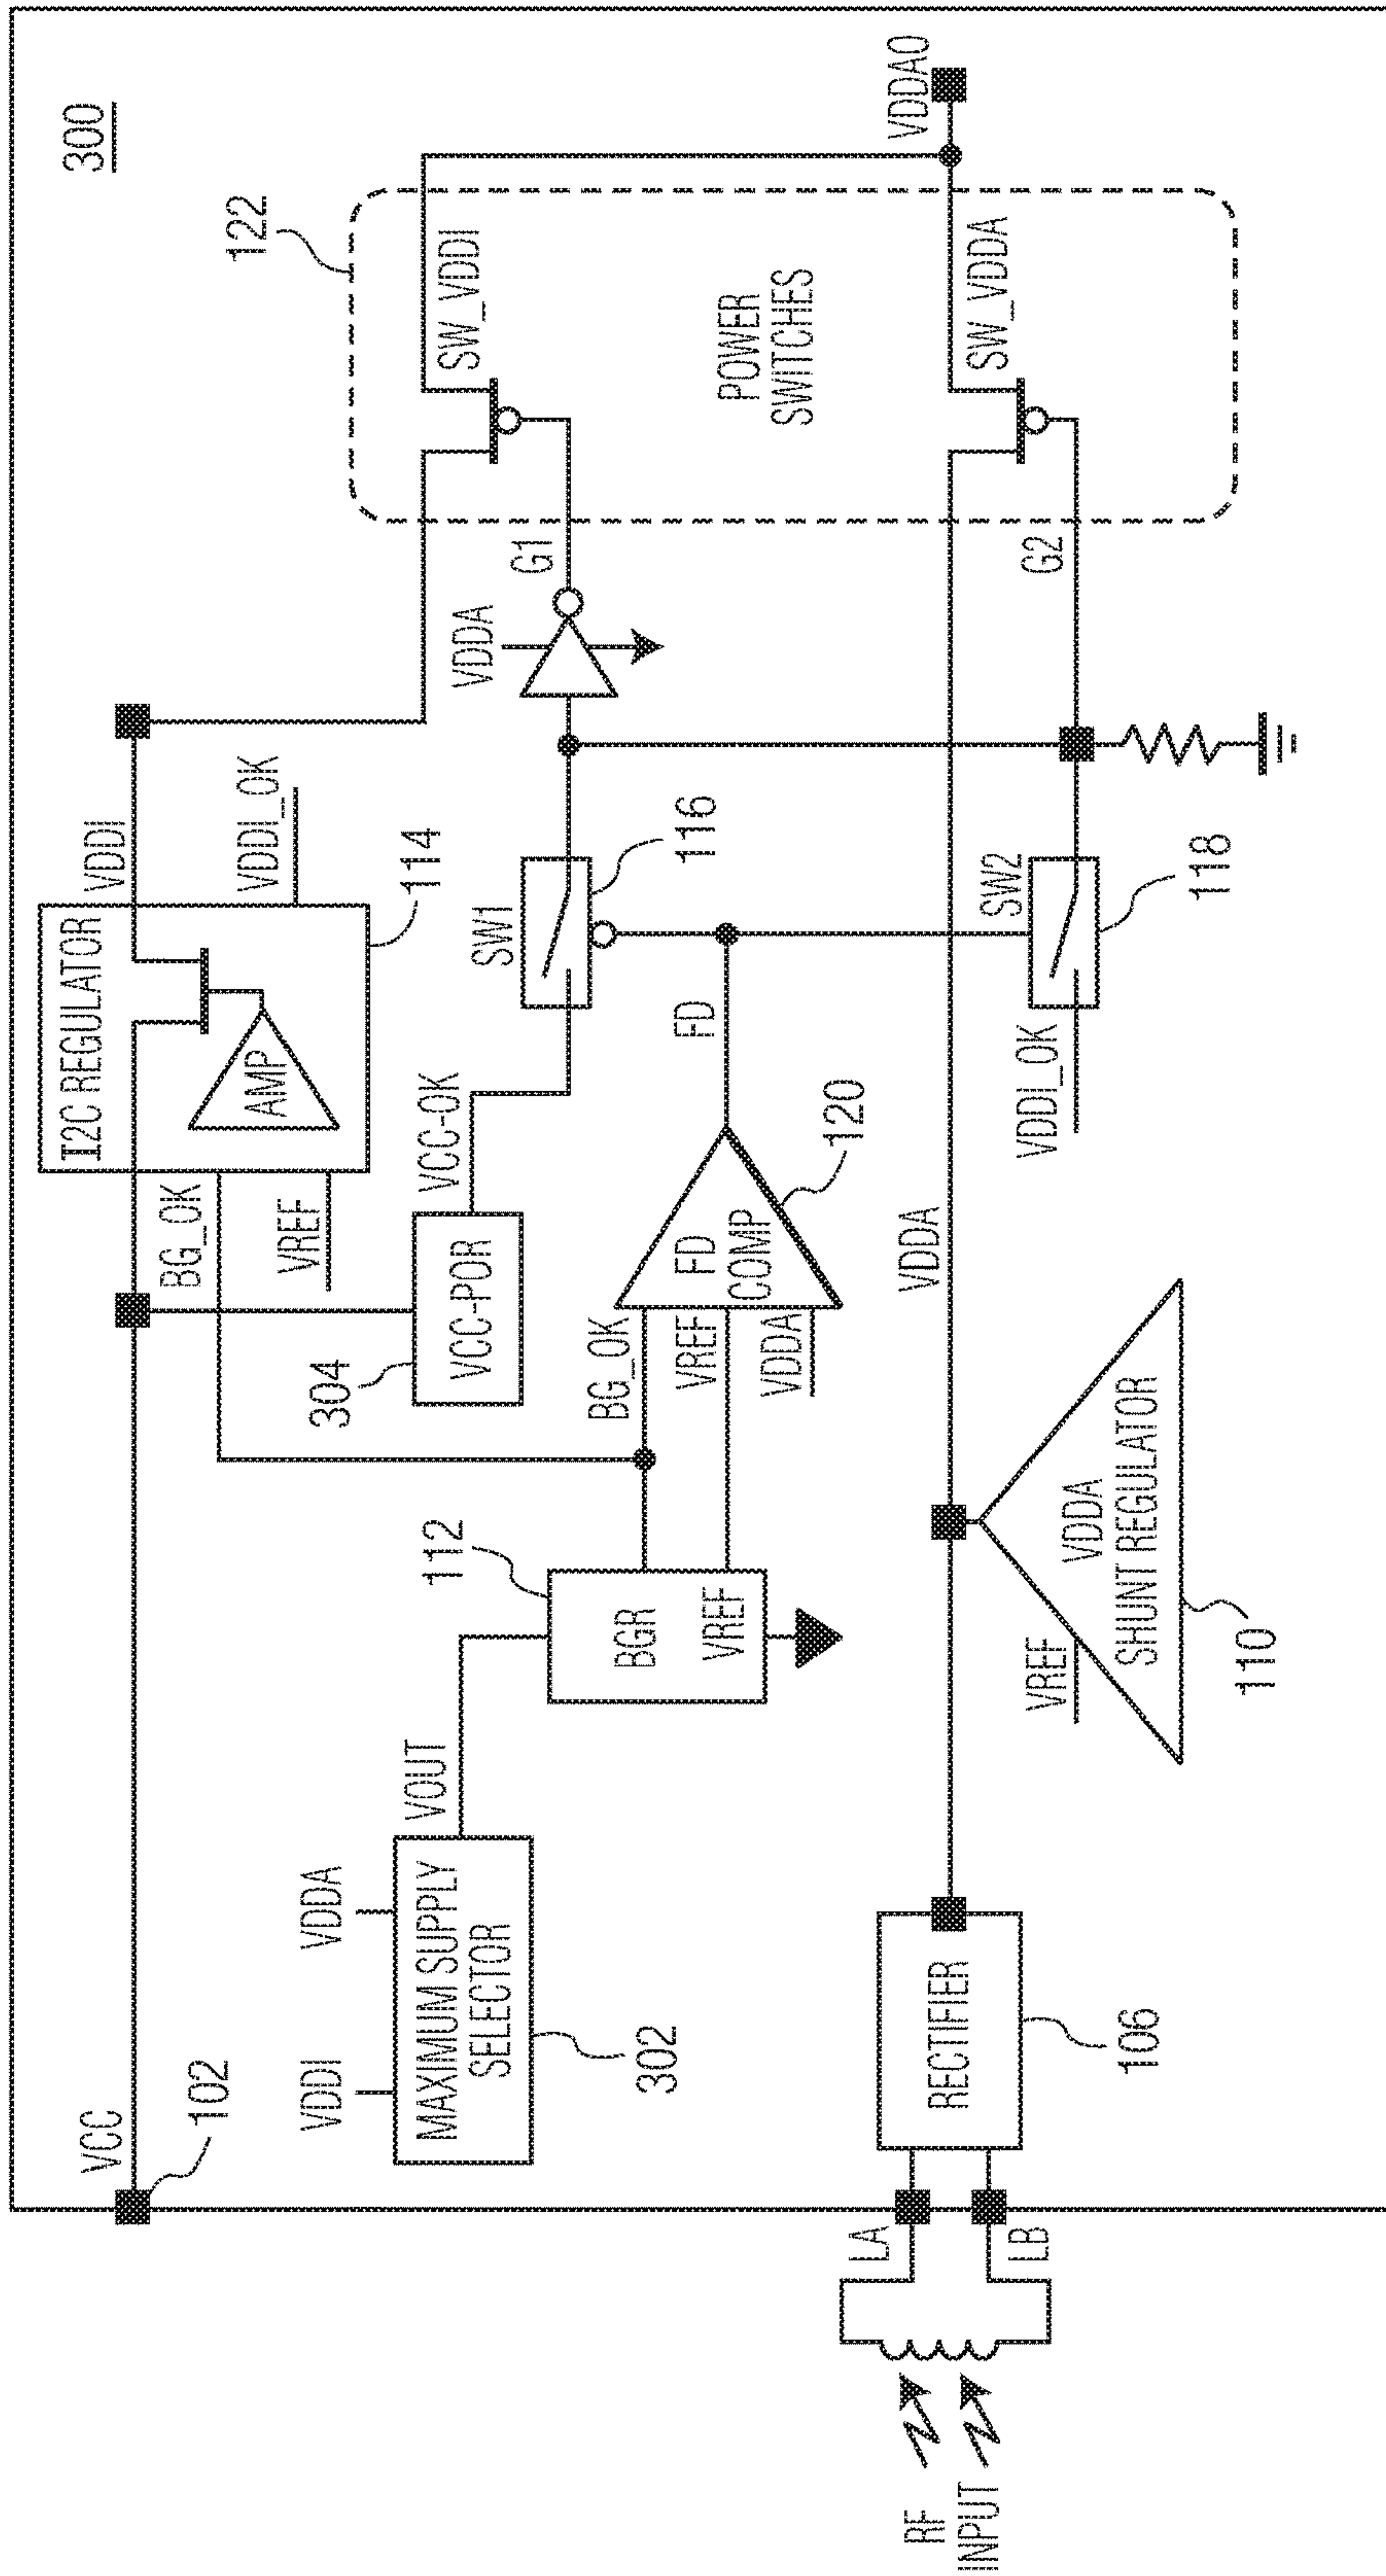 300
VCC
102
VDDI
VDDA
MAXIMUM SUPPLY
SELECTOR
302
VOUT
BGR
VREF
112
BG_OK
VREF
I2C REGULATOR
AMP
VDDI
VDDI_OK
114
304
VCC-POR
VCC-OK
BG_OK
VREF
VDDA
FD
COMP
120
FD
SW1
116
VDDA
G1
122
SW_VDDI
POWER
SWITCHES
SW_VDDA
VDDAO
G2
SW2
VDDI_OK
118
VDDA
VREF
VDDA
SHUNT REGULATOR
110
RECTIFIER
106
LA
LB
RF
INPUT